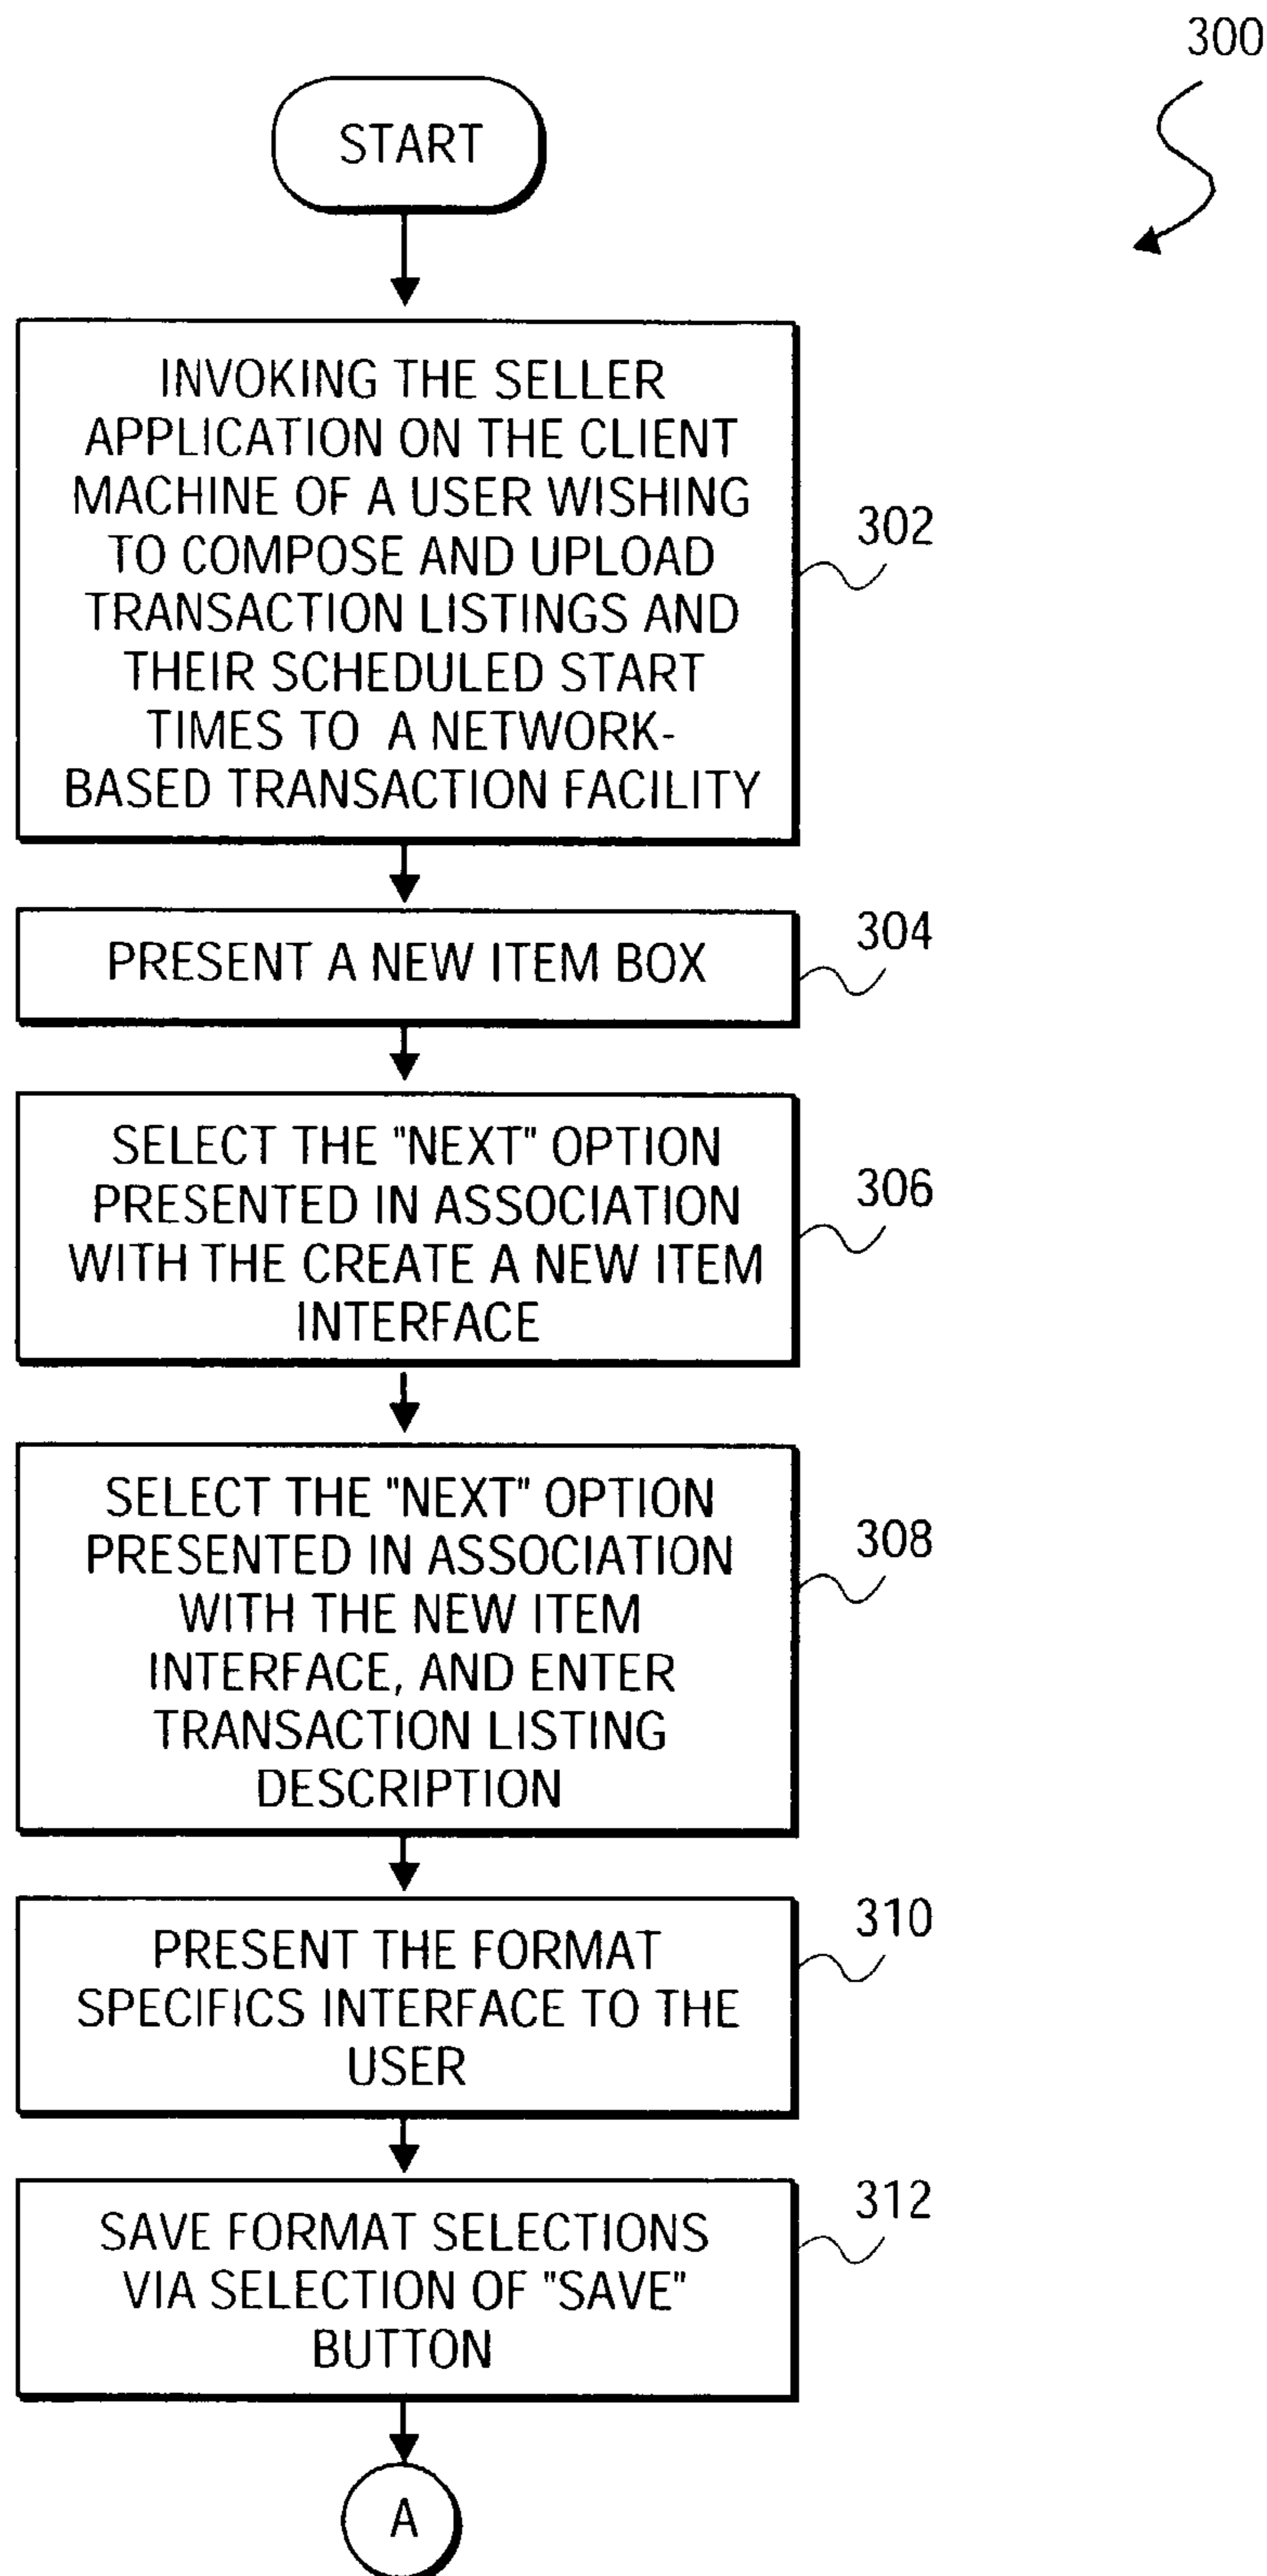 300
START
INVOKING THE SELLER
APPLICATION ON THE CLIENT
MACHINE OF A USER WISHING
TO COMPOSE AND UPLOAD
TRANSACTION LISTINGS AND
THEIR SCHEDULED START
TIMES TO A NETWORK-
BASED TRANSACTION FACILITY
302
PRESENT A NEW ITEM BOX
304
SELECT THE "NEXT" OPTION
PRESENTED IN ASSOCIATION
WITH THE CREATE A NEW ITEM
INTERFACE
306
SELECT THE "NEXT" OPTION
PRESENTED IN ASSOCIATION
WITH THE NEW ITEM
INTERFACE, AND ENTER
TRANSACTION LISTING
DESCRIPTION
308
PRESENT THE FORMAT
SPECIFICS INTERFACE TO THE
USER
310
SAVE FORMAT SELECTIONS
VIA SELECTION OF "SAVE"
BUTTON
312
A